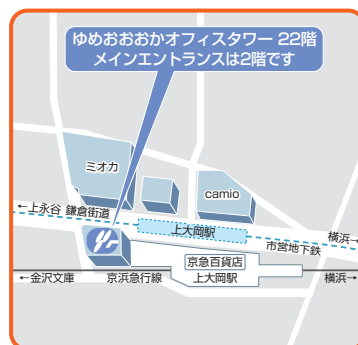 ゆめおおおかオフィスタワー 22階
メインエントランスは2階です
ミオカ
camio
←上永谷 鎌倉街道
上大岡駅
横浜→
市営地下鉄
京急百貨店
上大岡駅
←金沢文庫
京浜急行線
横浜→